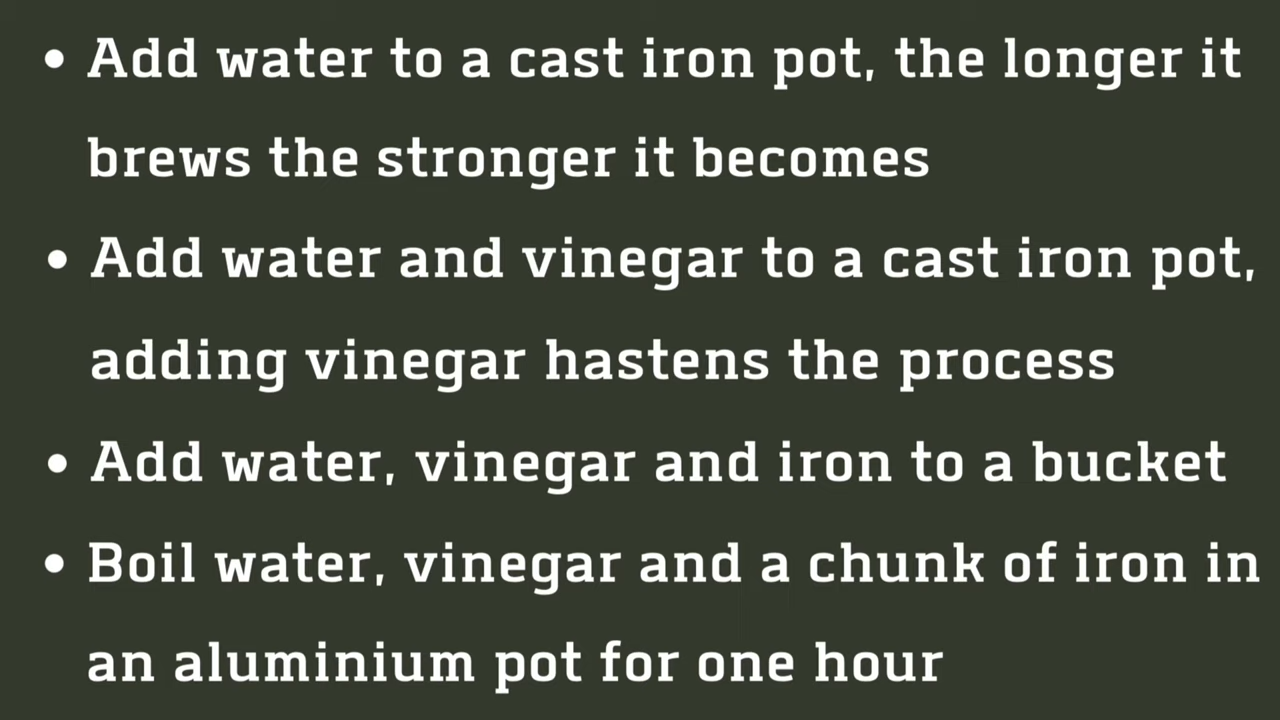 • Add water to a cast iron pot, the longer it
brews the stronger it becomes
• Add water and vinegar to a cast iron pot,
adding vinegar hastens the process
• Add water, vinegar and iron to a bucket
• Boil water, vinegar and a chunk of iron in
an aluminium pot for one hour